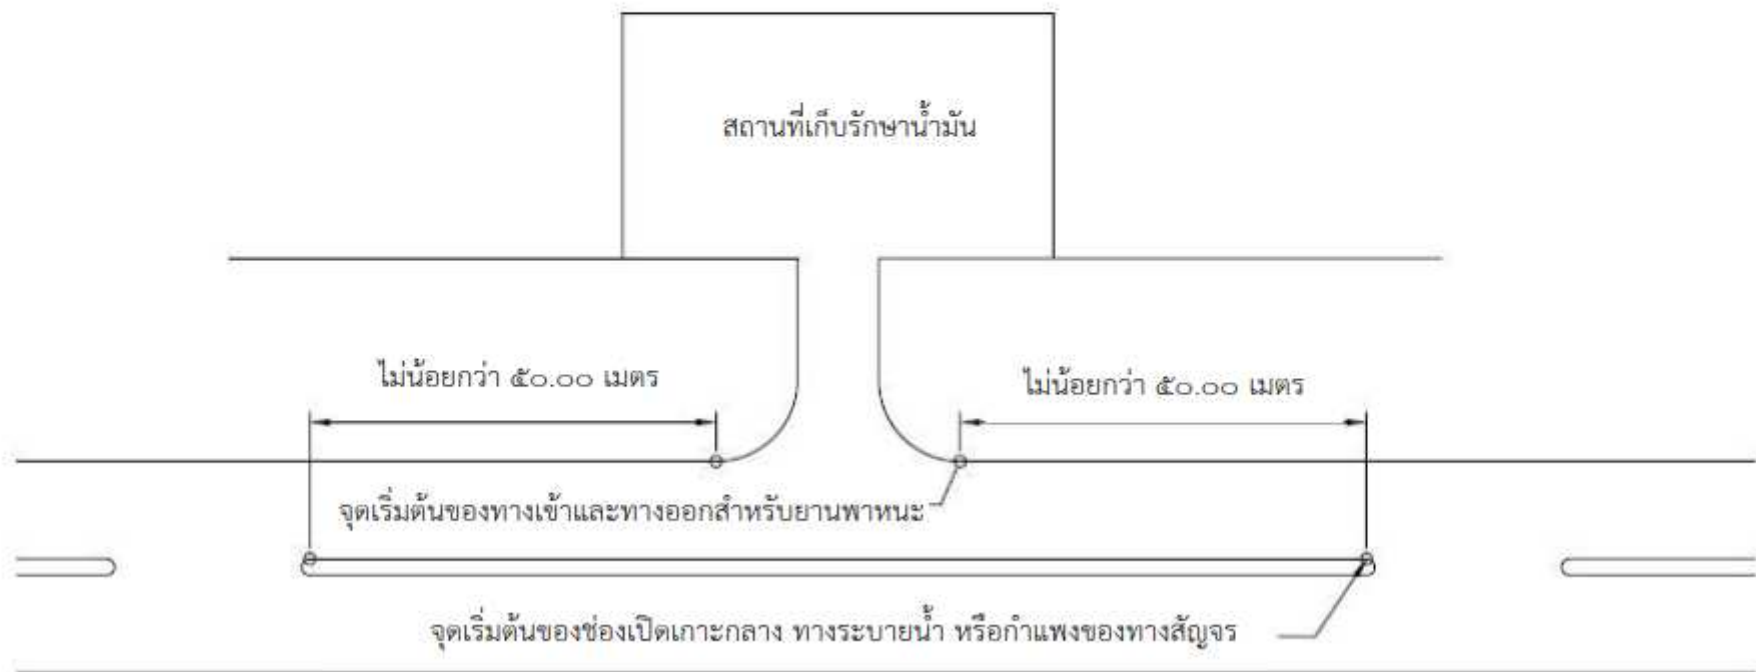 สถานที่เก็บรักษาน้ำมัน
ไม่น้อยกว่า ๕๐.๐๐ เมตร
ไม่น้อยกว่า ๕๐.๐๐ เมตร
จุดเริ่มต้นของทางเข้าและทางออกสำหรับยานพาหนะ
จุดเริ่มต้นของช่องเปิดเกาะกลาง ทางระบายน้ำ หรือกำแพงของทางสัญจร